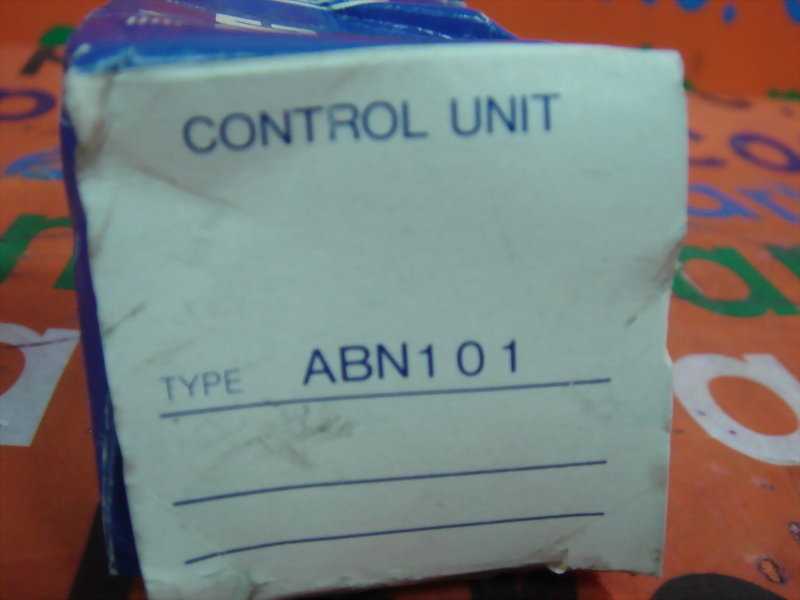 CONTROL UNIT
TYPE ABN101